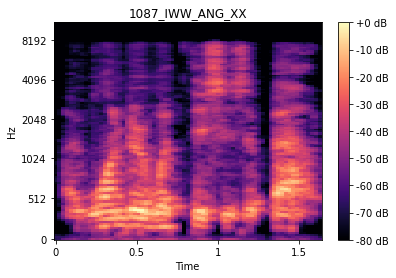 1087_IWW_ANG_XX
+0 dB
8192
-10 dB
4096
-20 dB
-30 dB
2048
Hz
-40 dB
1024
-50 dB
512
-60 dB
-70 dB
0
-80 dB
0 0.5 1 1.5
Time